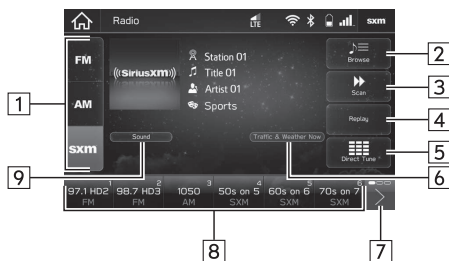 Radio LTE sxm
1
FM
AM
sxm
((SiriusXM))
Station 01
Title 01
Artist 01
Sports
Sound
Traffic & Weather Now
Browse
Scan
Replay
Direct Tune
2
3
4
5
6
9
1 2 3 4 5 6
97.1 HD2 98.7 HD3 1050 50s on 5 60s on 6 70s on 7
FM FM AM SXM SXM SXM
8
7